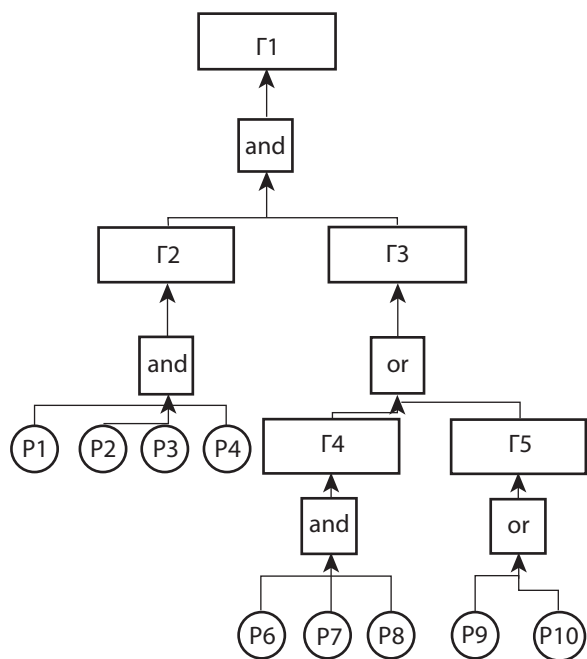 Γ1
and
Γ2
Γ3
and
or
P1
P2
P3
P4
Γ4
Γ5
and
or
P6
P7
P8
P9
P10